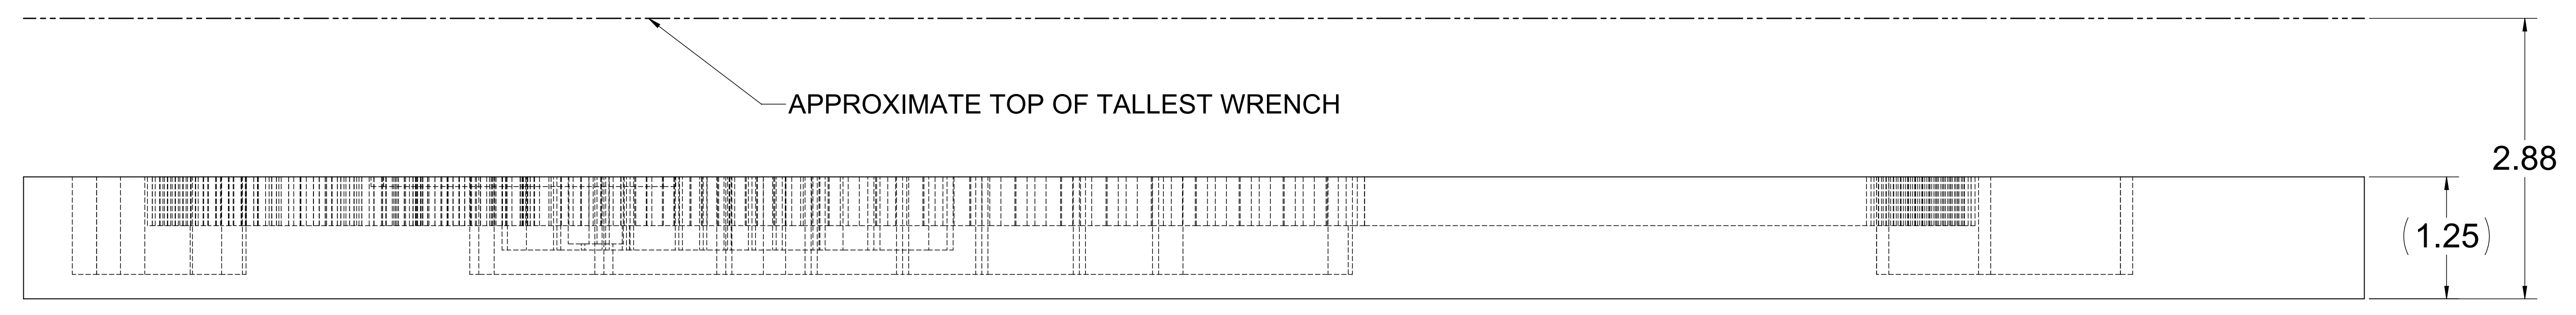 APPROXIMATE TOP OF TALLEST WRENCH
2.88
(1.25)